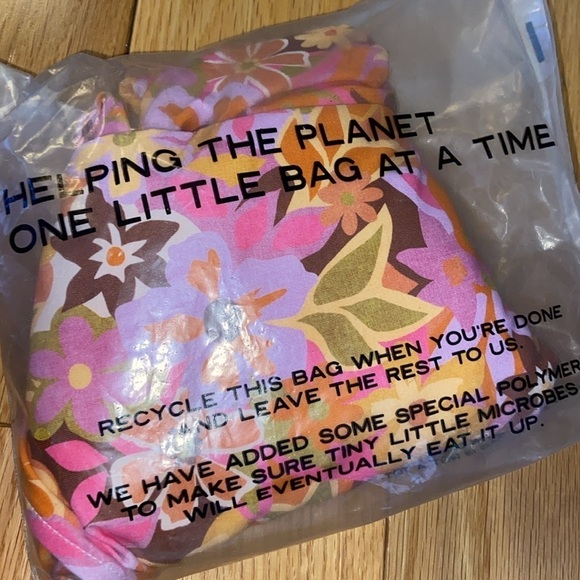 HELPING THE PLANET
ONE LITTLE BAG AT A TIME
RECYCLE THIS BAG WHEN YOU'RE DONE
AND LEAVE THE REST TO US.
WE HAVE ADDED SOME SPECIAL POLYMER
TO MAKE SURE TINY LITTLE MICROBES
WILL EVENTUALLY EAT IT UP.